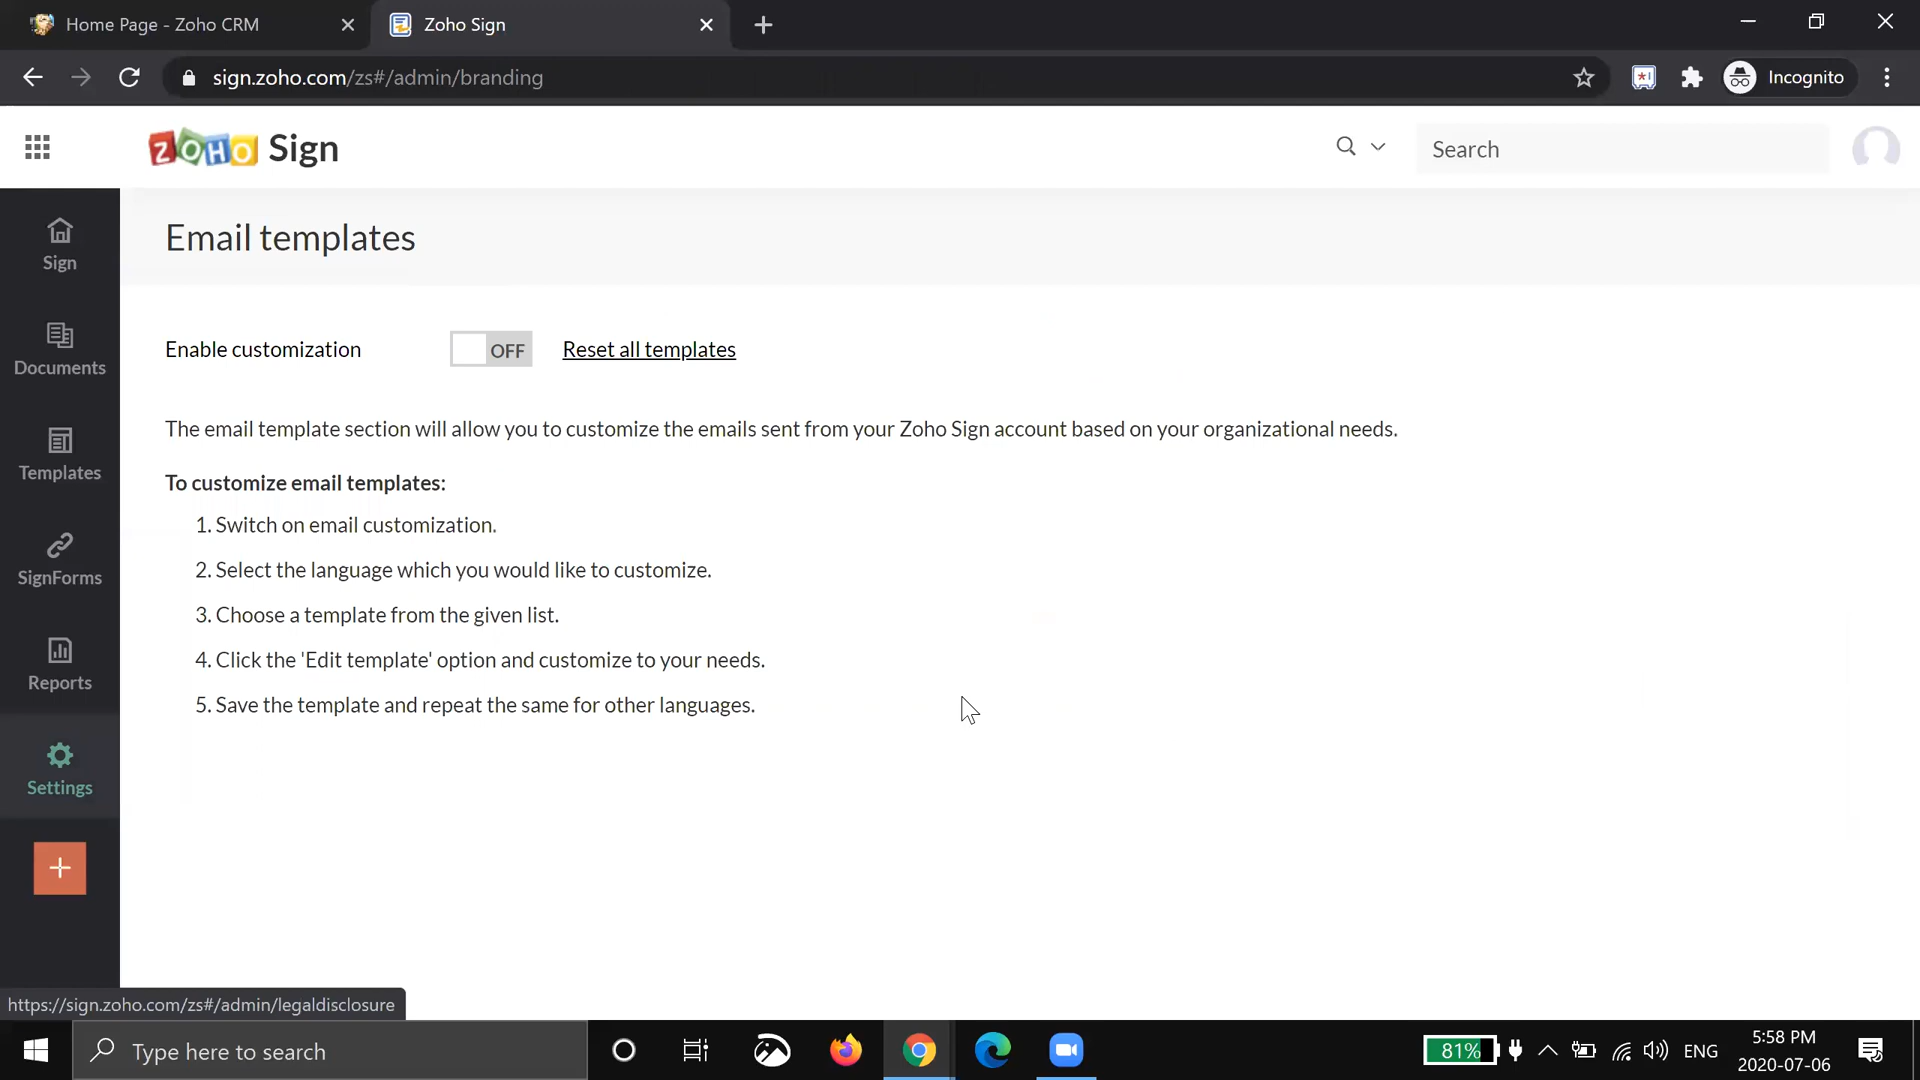 Home Page - Zoho CRM
Zoho Sign
sign.zoho.com/zs#/admin/branding
Incognito
ZOHO Sign
Search
Email templates
Sign
Enable customization
OFF
Reset all templates
Documents
The email template section will allow you to customize the emails sent from your Zoho Sign account based on your organizational needs.
Templates
To customize email templates:
1. Switch on email customization.
2. Select the language which you would like to customize.
SignForms
3. Choose a template from the given list.
4. Click the 'Edit template' option and customize to your needs.
Reports
5. Save the template and repeat the same for other languages.
Settings
https://sign.zoho.com/zs#/admin/legaldisclosure
Type here to search
81%
ENG
5:58 PM
2020-07-06